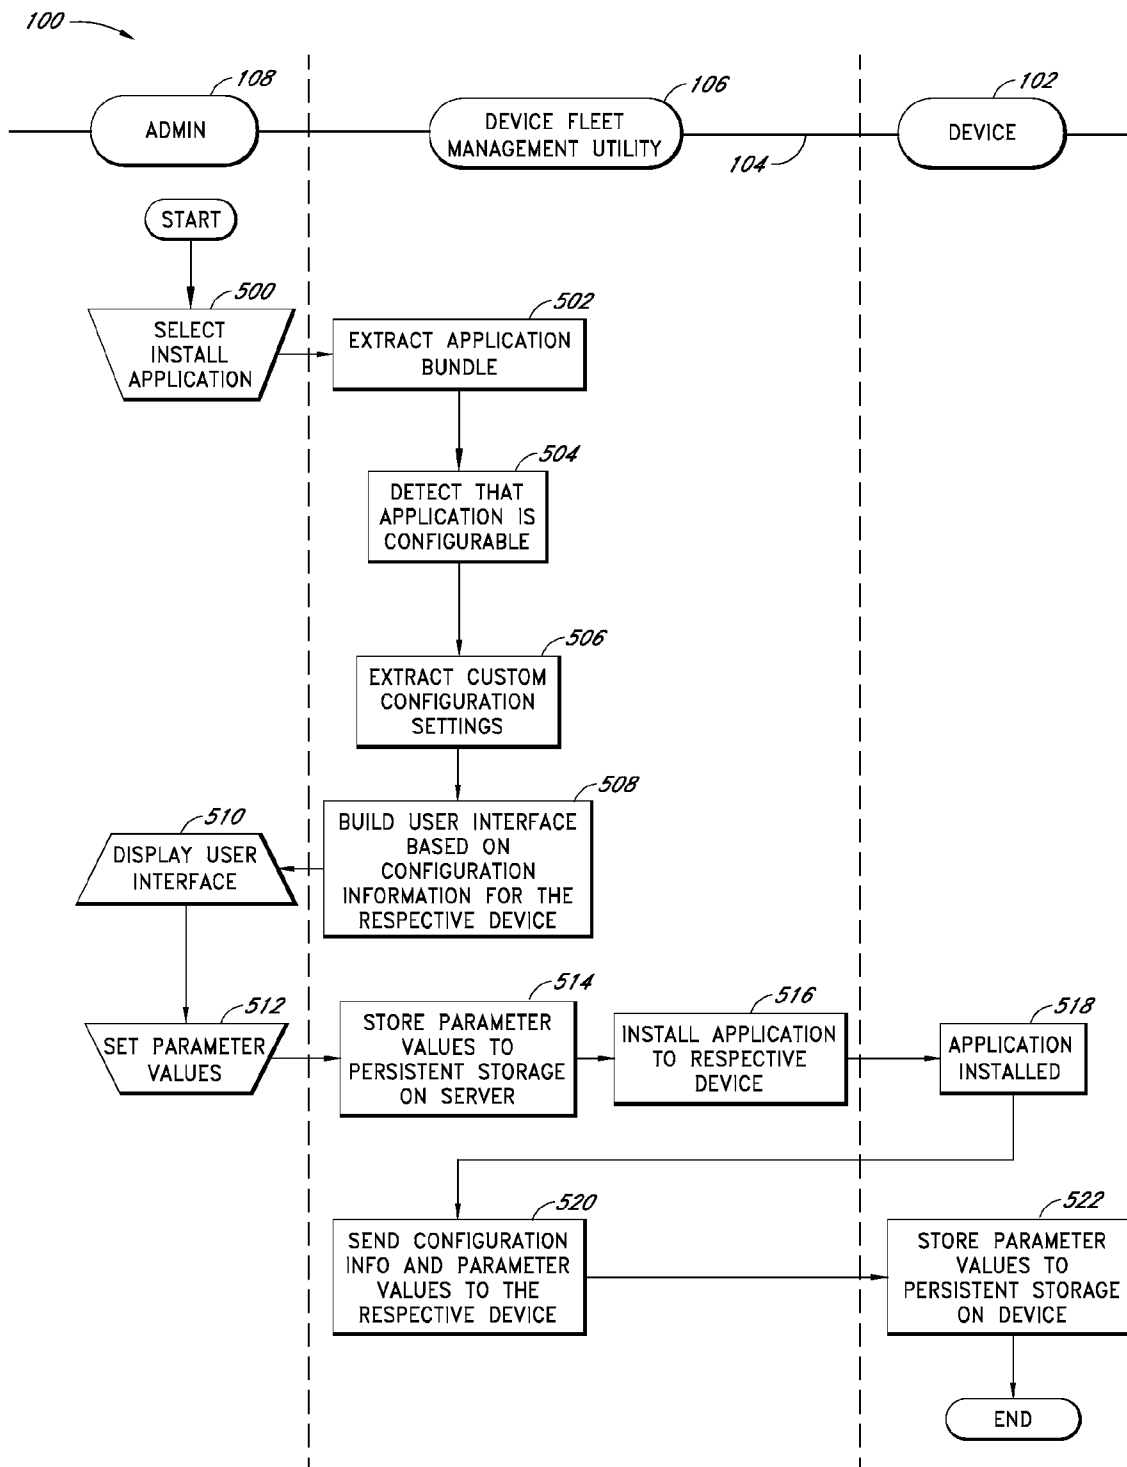 100
108
106
102
ADMIN
DEVICE FLEET
MANAGEMENT UTILITY
104
DEVICE
START
500
SELECT
INSTALL
APPLICATION
502
EXTRACT APPLICATION
BUNDLE
504
DETECT THAT
APPLICATION IS
CONFIGURABLE
506
EXTRACT CUSTOM
CONFIGURATION
SETTINGS
508
BUILD USER INTERFACE
BASED ON
CONFIGURATION
INFORMATION FOR THE
RESPECTIVE DEVICE
510
DISPLAY USER
INTERFACE
512
SET PARAMETER
VALUES
514
STORE PARAMETER
VALUES TO
PERSISTENT STORAGE
ON SERVER
516
INSTALL APPLICATION
TO RESPECTIVE
DEVICE
518
APPLICATION
INSTALLED
520
SEND CONFIGURATION
INFO AND PARAMETER
VALUES TO THE
RESPECTIVE DEVICE
522
STORE PARAMETER
VALUES TO
PERSISTENT STORAGE
ON DEVICE
END